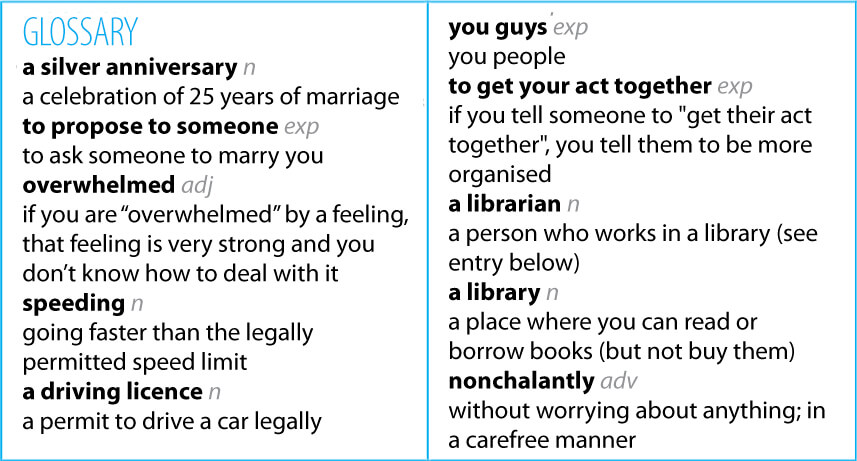 GLOSSARY
a silver anniversary n
a celebration of 25 years of marriage
to propose to someone exp
to ask someone to marry you
overwhelmed adj
if you are “overwhelmed” by a feeling,
that feeling is very strong and you
don’t know how to deal with it
speeding n
going faster than the legally
permitted speed limit
a driving licence n
a permit to drive a car legally
you guys exp
you people
to get your act together exp
if you tell someone to "get their act
together", you tell them to be more
organised
a librarian n
a person who works in a library (see
entry below)
a library n
a place where you can read or
borrow books (but not buy them)
nonchalantly adv
without worrying about anything; in
a carefree manner